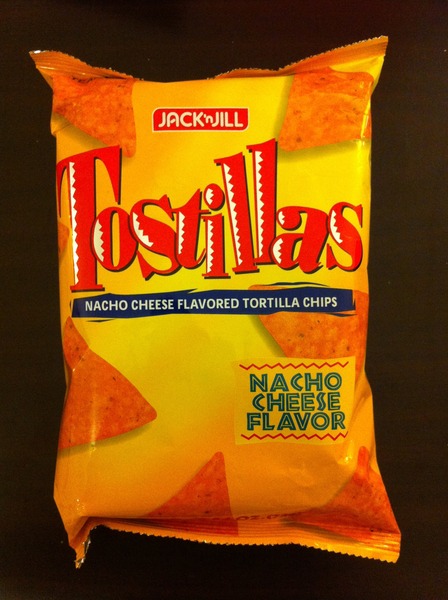 JACK 'n JILL
Tostillas
NACHO CHEESE FLAVORED TORTILLA CHIPS
NACHO
CHEESE
FLAVOR